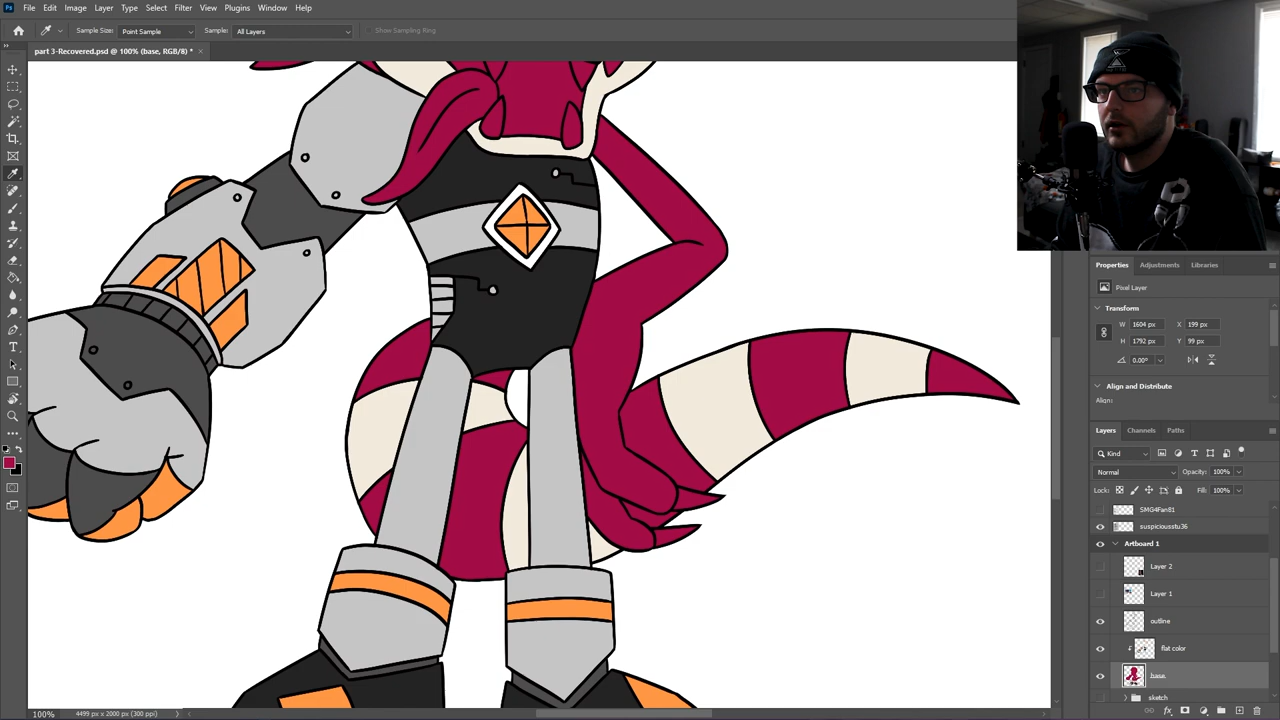 File Edit Image Layer Type Select Filter View Plugins Window Help
Sample Size: Point Sample Sample: All Layers Show Sampling Ring
part 3-Recovered.psd @ 100% (base, RGB/8) * ×
Properties Adjustments Libraries
Pixel Layer
Transform
W 1604 px X 199 px
H 1792 px Y 99 px
0.00°
Align and Distribute
Align:
Layers Channels Paths
Kind
Normal Opacity: 100%
Lock: Fill: 100%
SMG4Fan81
suspiciousstu36
Artboard 1
Layer 2
Layer 1
outline
flat color
base
sketch
100% 4499 px x 2000 px (300 ppi)